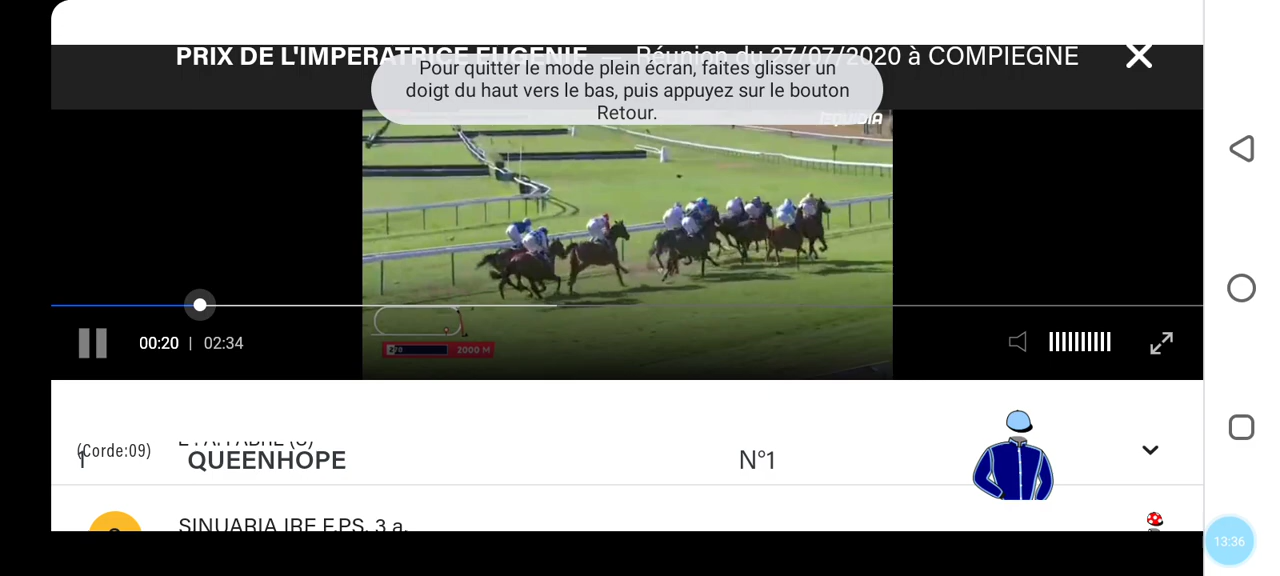 PRIX DE L'IMPERATRICE EUGENIE — Réunion du 27/07/2020 à COMPIEGNE
Pour quitter le mode plein écran, faites glisser un
doigt du haut vers le bas, puis appuyez sur le bouton
Retour.
2000 M
00:20 | 02:34
(Corde:09)
1 QUEENHOPE N°1
SINUARIA IRE F.PS. 3 a.
13:36